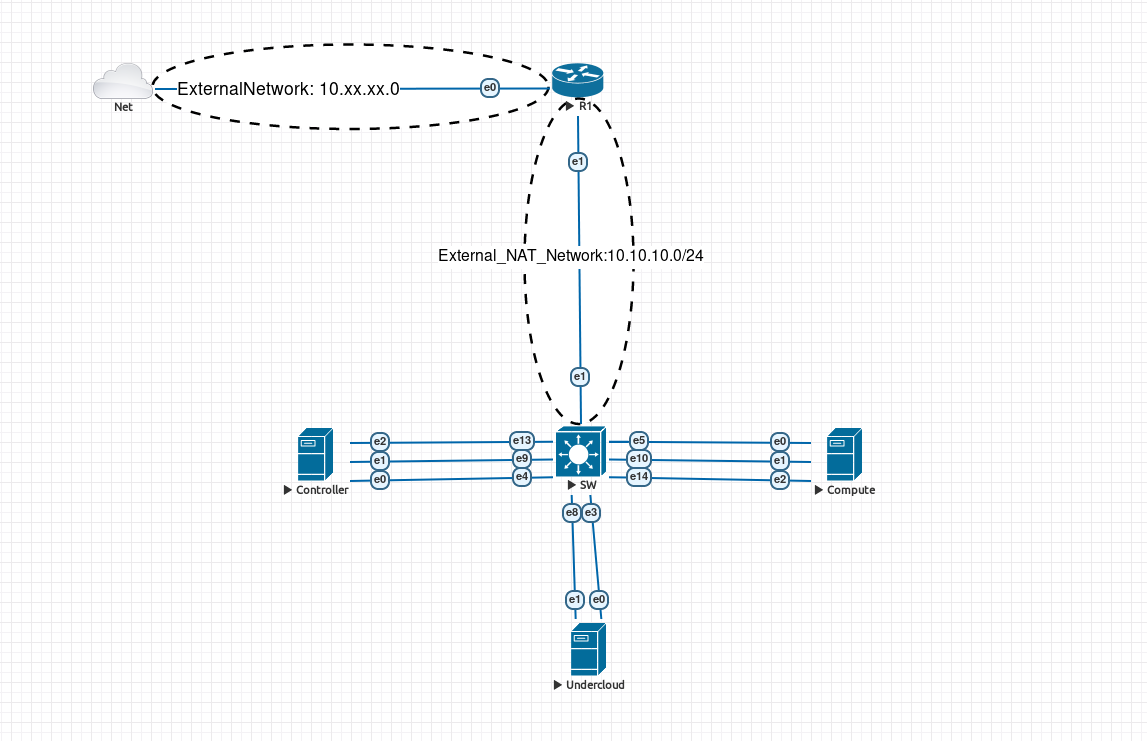 ExternalNetwork: 10.xx.xx.0
e0
Net
R1
e1
External_NAT_Network:10.10.10.0/24
e1
e2
e13
e5
e0
e1
e9
e10
e1
e0
e4
e14
e2
Controller
SW
Compute
e8
e3
e1
e0
Undercloud